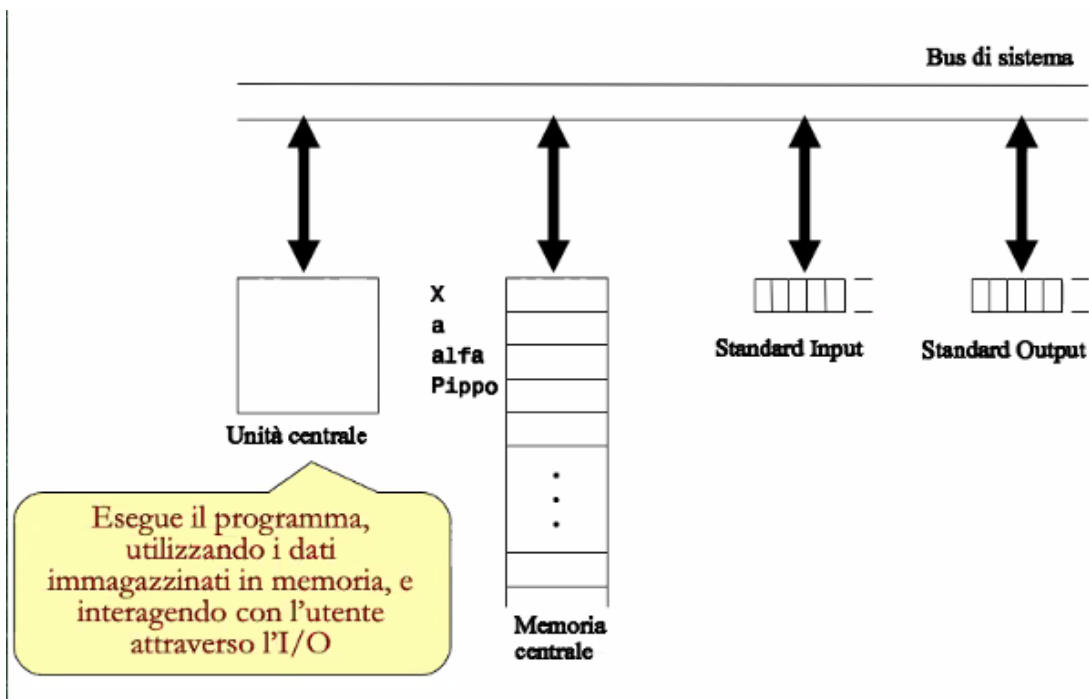 Bus di sistema
X
a
alfa
Pippo
Standard Input
Standard Output
Unità centrale
Esegue il programma,
utilizzando i dati
immagazzinati in memoria, e
interagendo con l'utente
attraverso l'I/O
Memoria
centrale